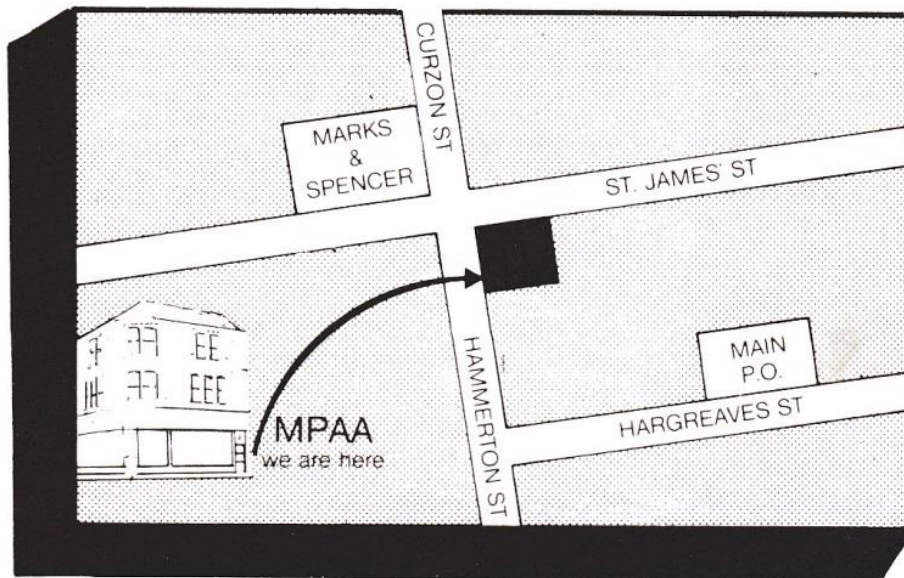 CURZON ST
MARKS
&
SPENCER
ST. JAMES' ST
HAMMERTON ST
MAIN
P.O.
HARGREAVES ST
MPAA
we are here